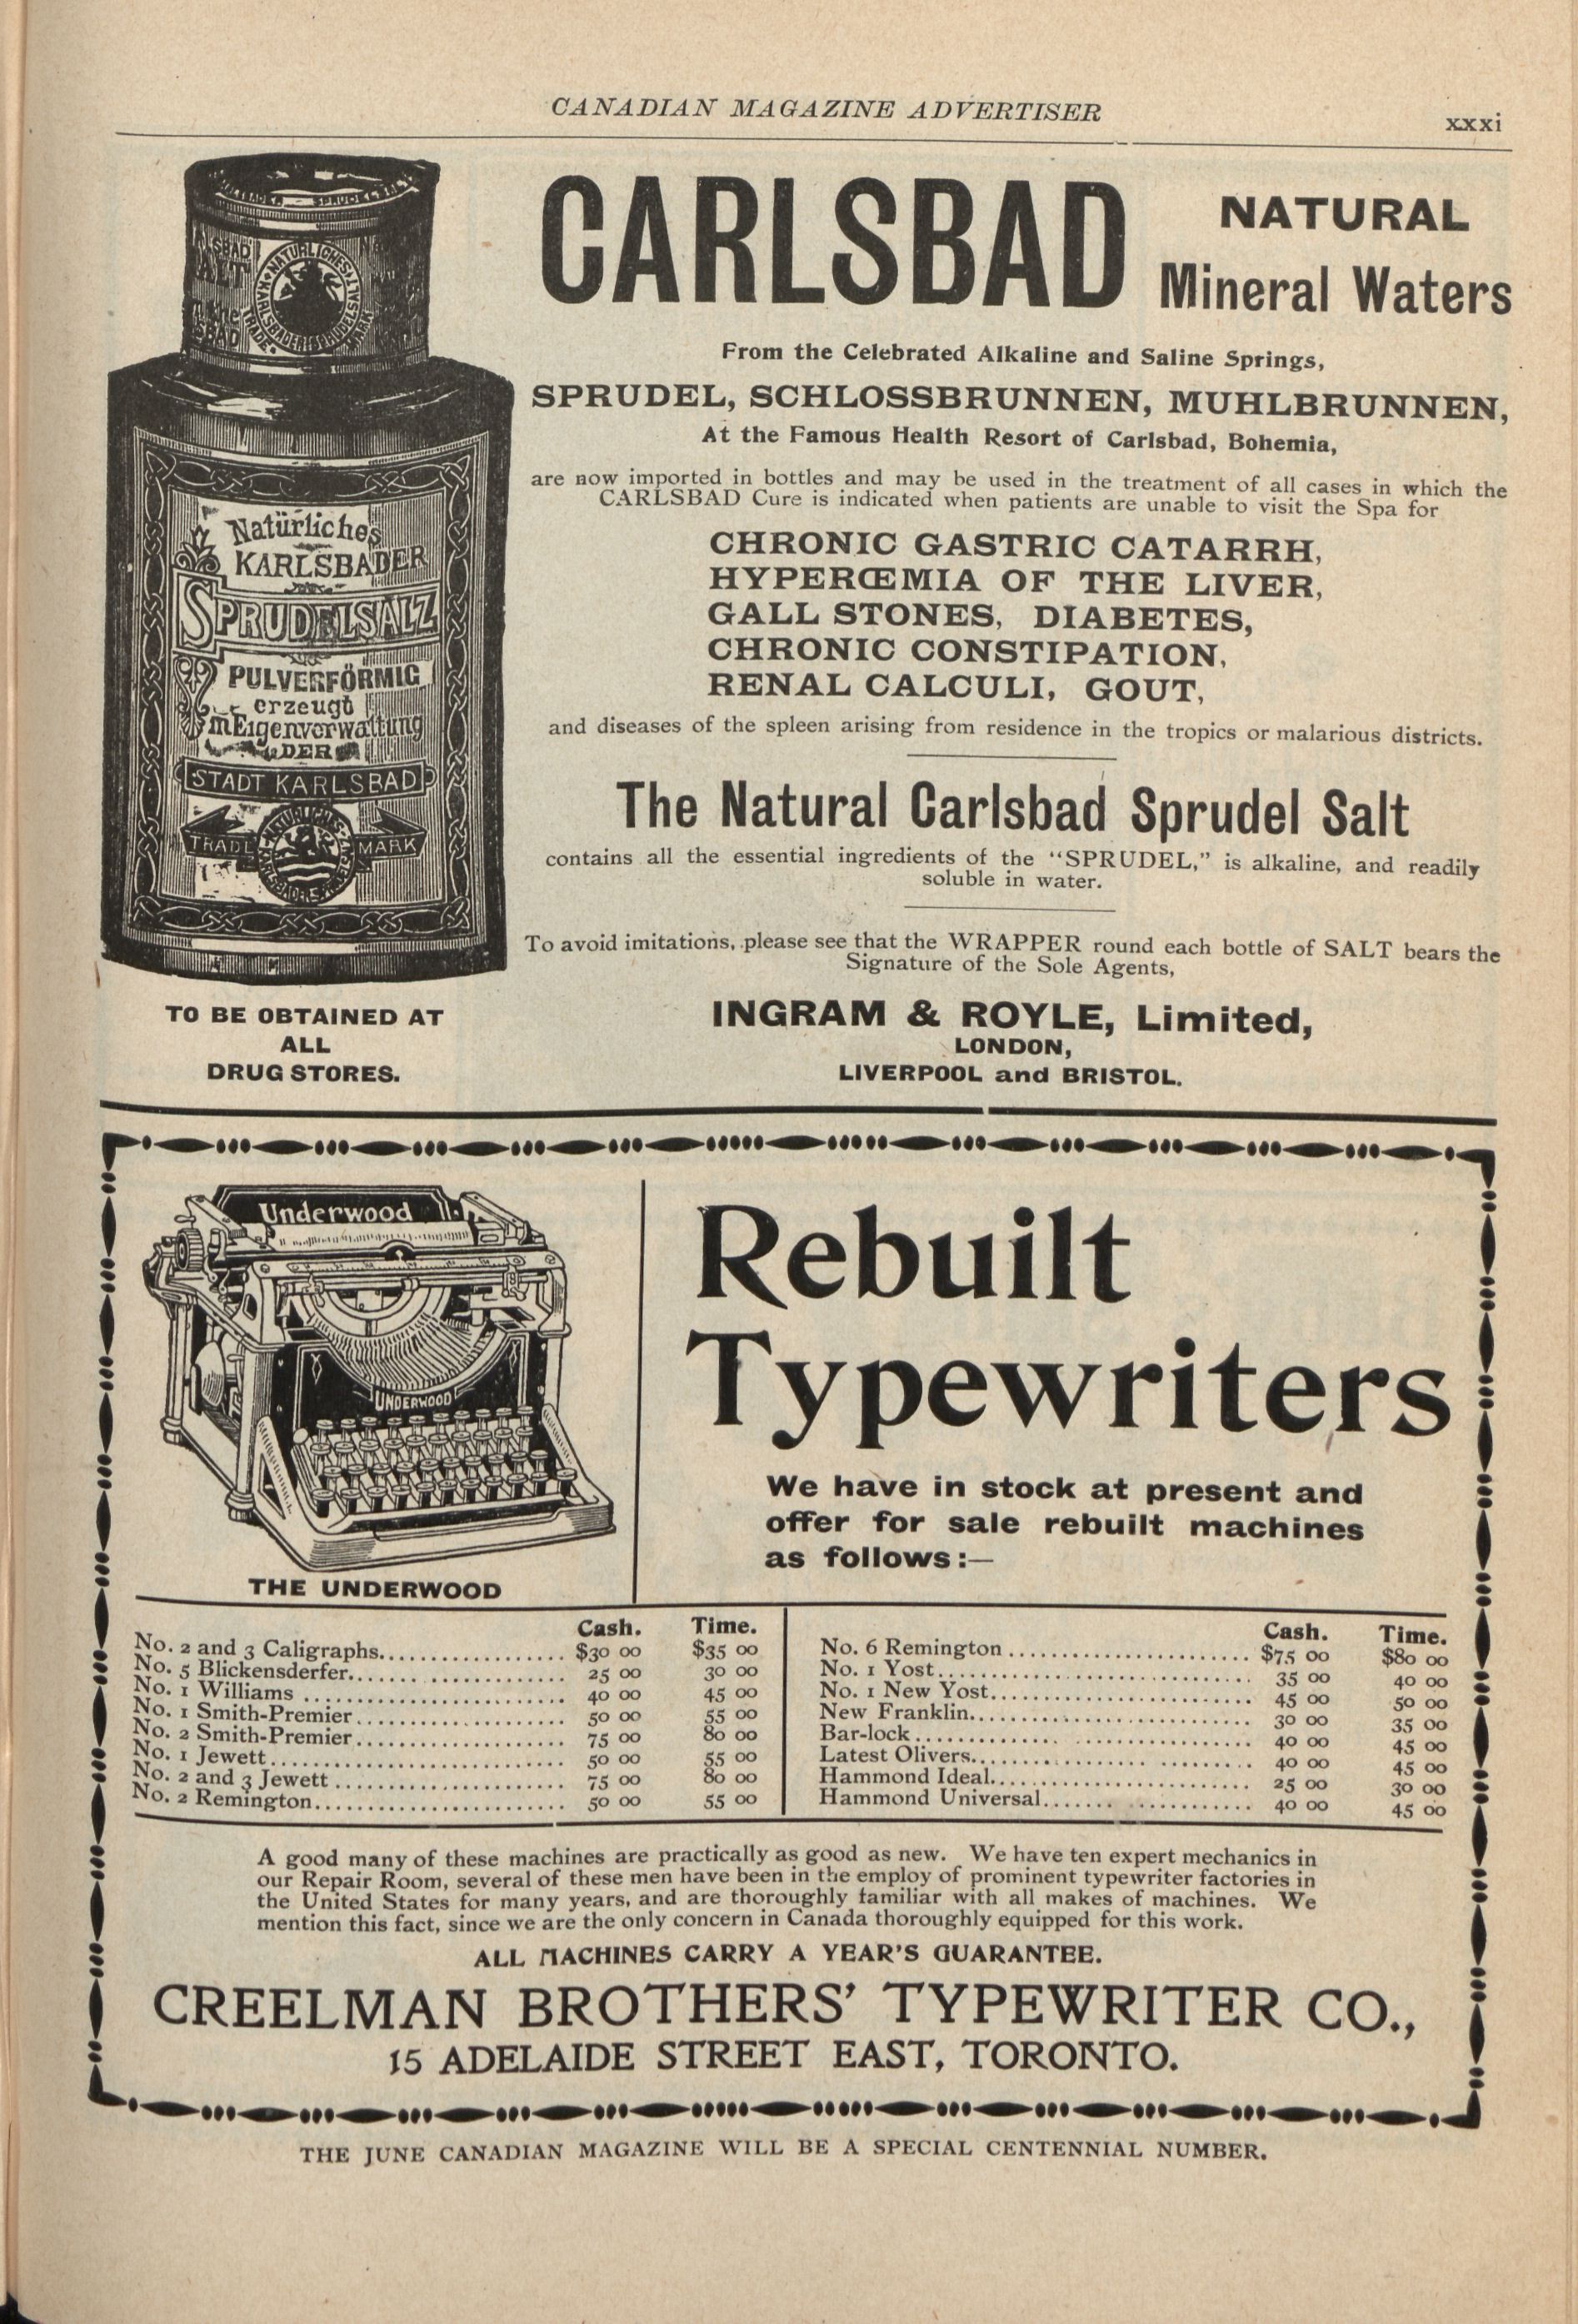 CANADIAN MAGAZINE ADVERTISER
xxxi
CARLSBAD
NATURAL
Mineral Waters
From the Celebrated Alkaline and Saline Springs,
SPRUDEL, SCHLOSSBRUNNEN, MUHLBRUNNEN,
At the Famous Health Resort of Carlsbad, Bohemia,
are now imported in bottles and may be used in the treatment of all cases in which the
CARLSBAD Cure is indicated when patients are unable to visit the Spa for
CHRONIC GASTRIC CATARRH,
HYPERŒMIA OF THE LIVER,
GALL STONES, DIABETES,
CHRONIC CONSTIPATION,
RENAL CALCULI, GOUT,
and diseases of the spleen arising from residence in the tropics or malarious districts.
The Natural Carlsbad Sprudel Salt
contains all the essential ingredients of the "SPRUDEL," is alkaline, and readily
soluble in water.
To avoid imitations, please see that the WRAPPER round each bottle of SALT bears the
Signature of the Sole Agents,
INGRAM & ROYLE, Limited,
LONDON,
LIVERPOOL and BRISTOL.
NATÜRLICHES
TRADE MARK
Natürliches
KARLSBADER
SPRUDELSALZ
PULVERFÖRMIG
erzeugt
in Eigenverwaltung
DER
STADT KARLSBAD
TRADE MARK
TO BE OBTAINED AT
ALL
DRUG STORES.
Underwood
UNDERWOOD
THE UNDERWOOD
Rebuilt
Typewriters
We have in stock at present and
offer for sale rebuilt machines
as follows:—
Cash. Time.
No. 2 and 3 Caligraphs.................. $30 00 $35 00
No. 5 Blickensderfer..................... 25 00 30 00
No. 1 Williams ......................... 40 00 45 00
No. 1 Smith-Premier.................... 50 00 55 00
No. 2 Smith-Premier.................... 75 00 80 00
No. 1 Jewett............................ 50 00 55 00
No. 2 and 3 Jewett ...................... 75 00 80 00
No. 2 Remington........................ 50 00 55 00
Cash. Time.
No. 6 Remington ....................... $75 00 $80 00
No. 1 Yost............................. 35 00 40 00
No. 1 New Yost......................... 45 00 50 00
New Franklin........................... 30 00 35 00
Bar-lock............................... 40 00 45 00
Latest Olivers......................... 40 00 45 00
Hammond Ideal.......................... 25 00 30 00
Hammond Universal...................... 40 00 45 00
A good many of these machines are practically as good as new. We have ten expert mechanics in
our Repair Room, several of these men have been in the employ of prominent typewriter factories in
the United States for many years, and are thoroughly familiar with all makes of machines. We
mention this fact, since we are the only concern in Canada thoroughly equipped for this work.
ALL MACHINES CARRY A YEAR'S GUARANTEE.
CREELMAN BROTHERS' TYPEWRITER CO.,
15 ADELAIDE STREET EAST, TORONTO.
THE JUNE CANADIAN MAGAZINE WILL BE A SPECIAL CENTENNIAL NUMBER.